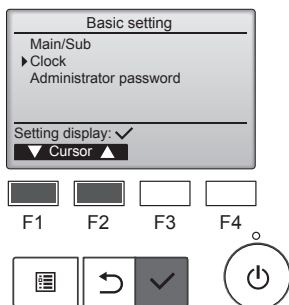 Basic setting
Main/Sub
Clock
Administrator password
Setting display:
Cursor
F1 F2 F3 F4